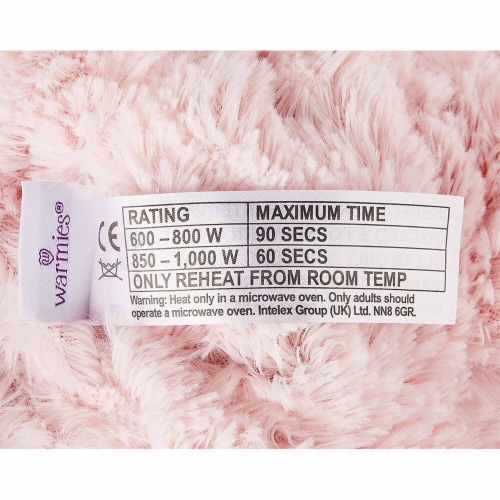 warmies®
CE
RATING MAXIMUM TIME
600 – 800 W 90 SECS
850 – 1,000 W 60 SECS
ONLY REHEAT FROM ROOM TEMP
Warning: Heat only in a microwave oven. Only adults should
operate a microwave oven. Intelex Group (UK) Ltd. NN8 6GR.